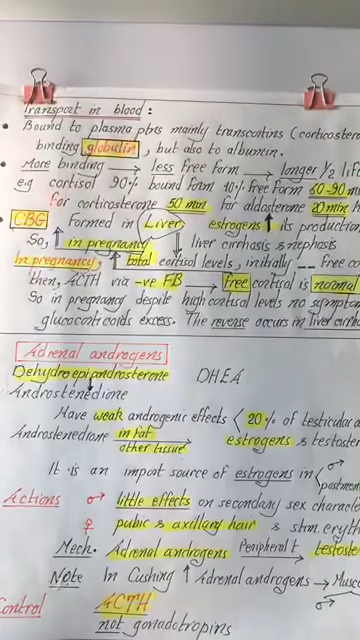 Transport in blood:
• Bound to plasma ptns mainly transcortins (corticostero
binding globulin, but also to albumin.
• More binding → less free form → longer 1/2 life
e.g cortisol 90% bound form 10% free form 60-90 m
For corticosterone 50 min for aldosterone 20 min
• CBG Formed in Liver estrogens ↑ its production
So, ↑ in pregnancy ↓ liver cirrhosis & nephosis
In pregnancy, ↑ total cortisol levels, initially free co
then, ACTH via -ve FB → free cortisol is normal
So in pregnancy despite high cortisol levels no symptom
glucocorticoids excess. The reverse occurs in liver cirrh
Adrenal androgens
Dehydroepiandrosterone DHEA
↓
Androstenedione
Have weak androgenic effects < 20% of testicular a
Androstenedione in fat estrogens & testoster
other tissue
It is an import source of estrogens in < ♂
postmen
Actions ♂ → little effects on secondary sex characte
♀ pubic & axillary hair & stm. eryth
Mech. Adrenal androgens Peripheral t testoste
Note In Cushing ↑ Adrenal androgens → Musc
♂
Control ACTH
not gonadotropins